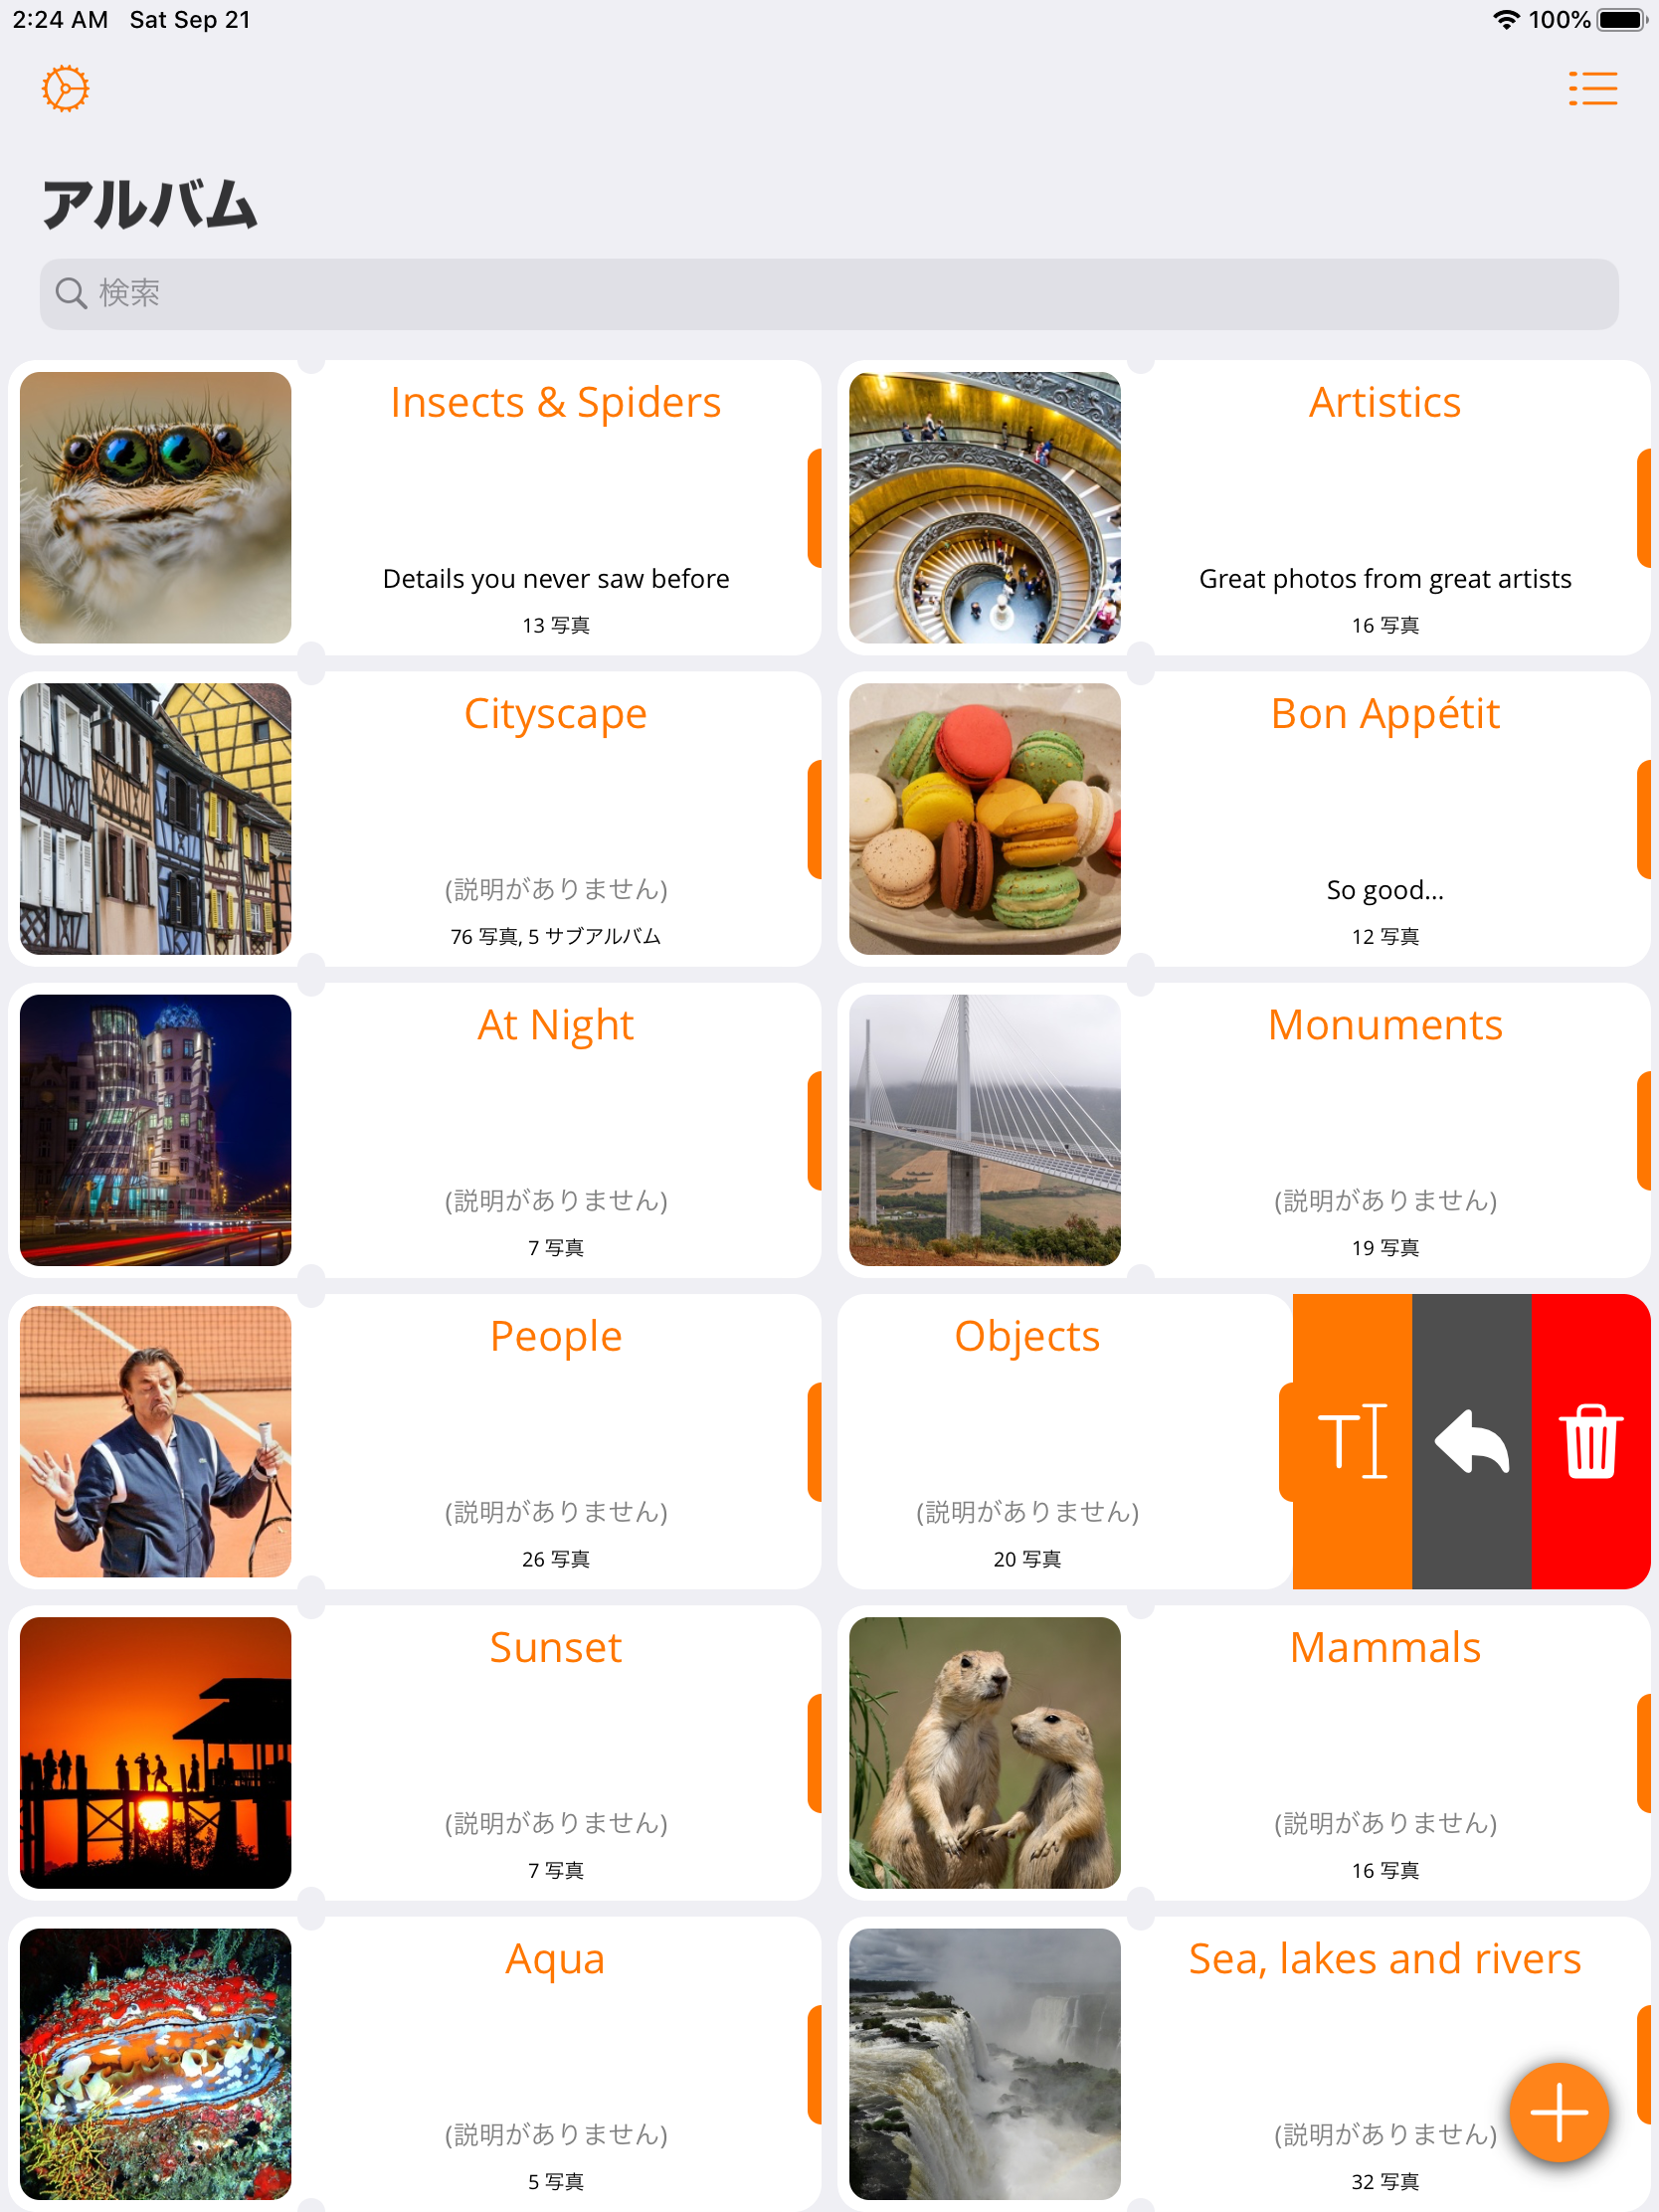 2:24 AM Sat Sep 21
100%
アルバム
検索
Insects & Spiders
Details you never saw before
13 写真
Artistics
Great photos from great artists
16 写真
Cityscape
(説明がありません)
76 写真, 5 サブアルバム
Bon Appétit
So good...
12 写真
At Night
(説明がありません)
7 写真
Monuments
(説明がありません)
19 写真
People
(説明がありません)
26 写真
Objects
(説明がありません)
20 写真
Sunset
(説明がありません)
7 写真
Mammals
(説明がありません)
16 写真
Aqua
(説明がありません)
5 写真
Sea, lakes and rivers
(説明がありません)
32 写真